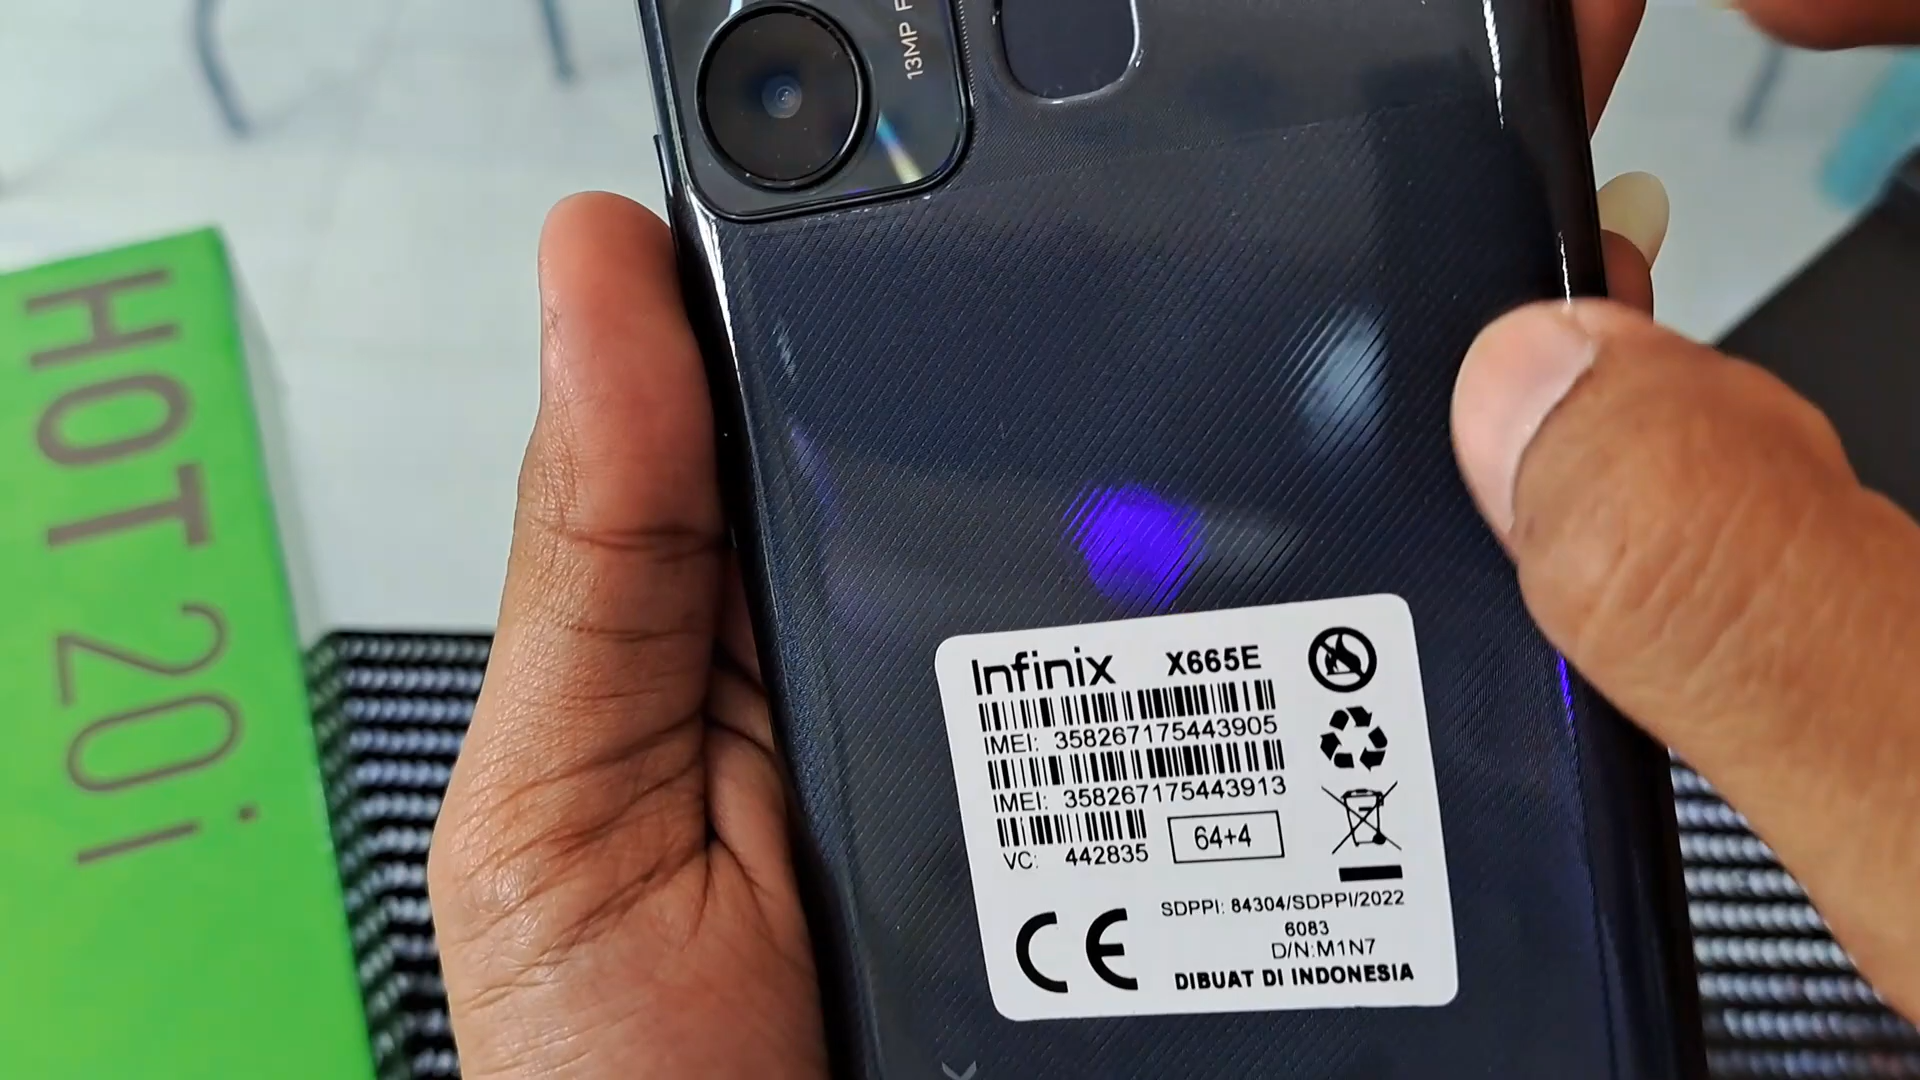 HOT 20i
13MP
Infinix X665E
IMEI: 358267175443905
IMEI: 358267175443913
VC: 442835
64+4
SDPPI: 84304/SDPPI/2022
6083
D/N:M1N7
CE
DIBUAT DI INDONESIA